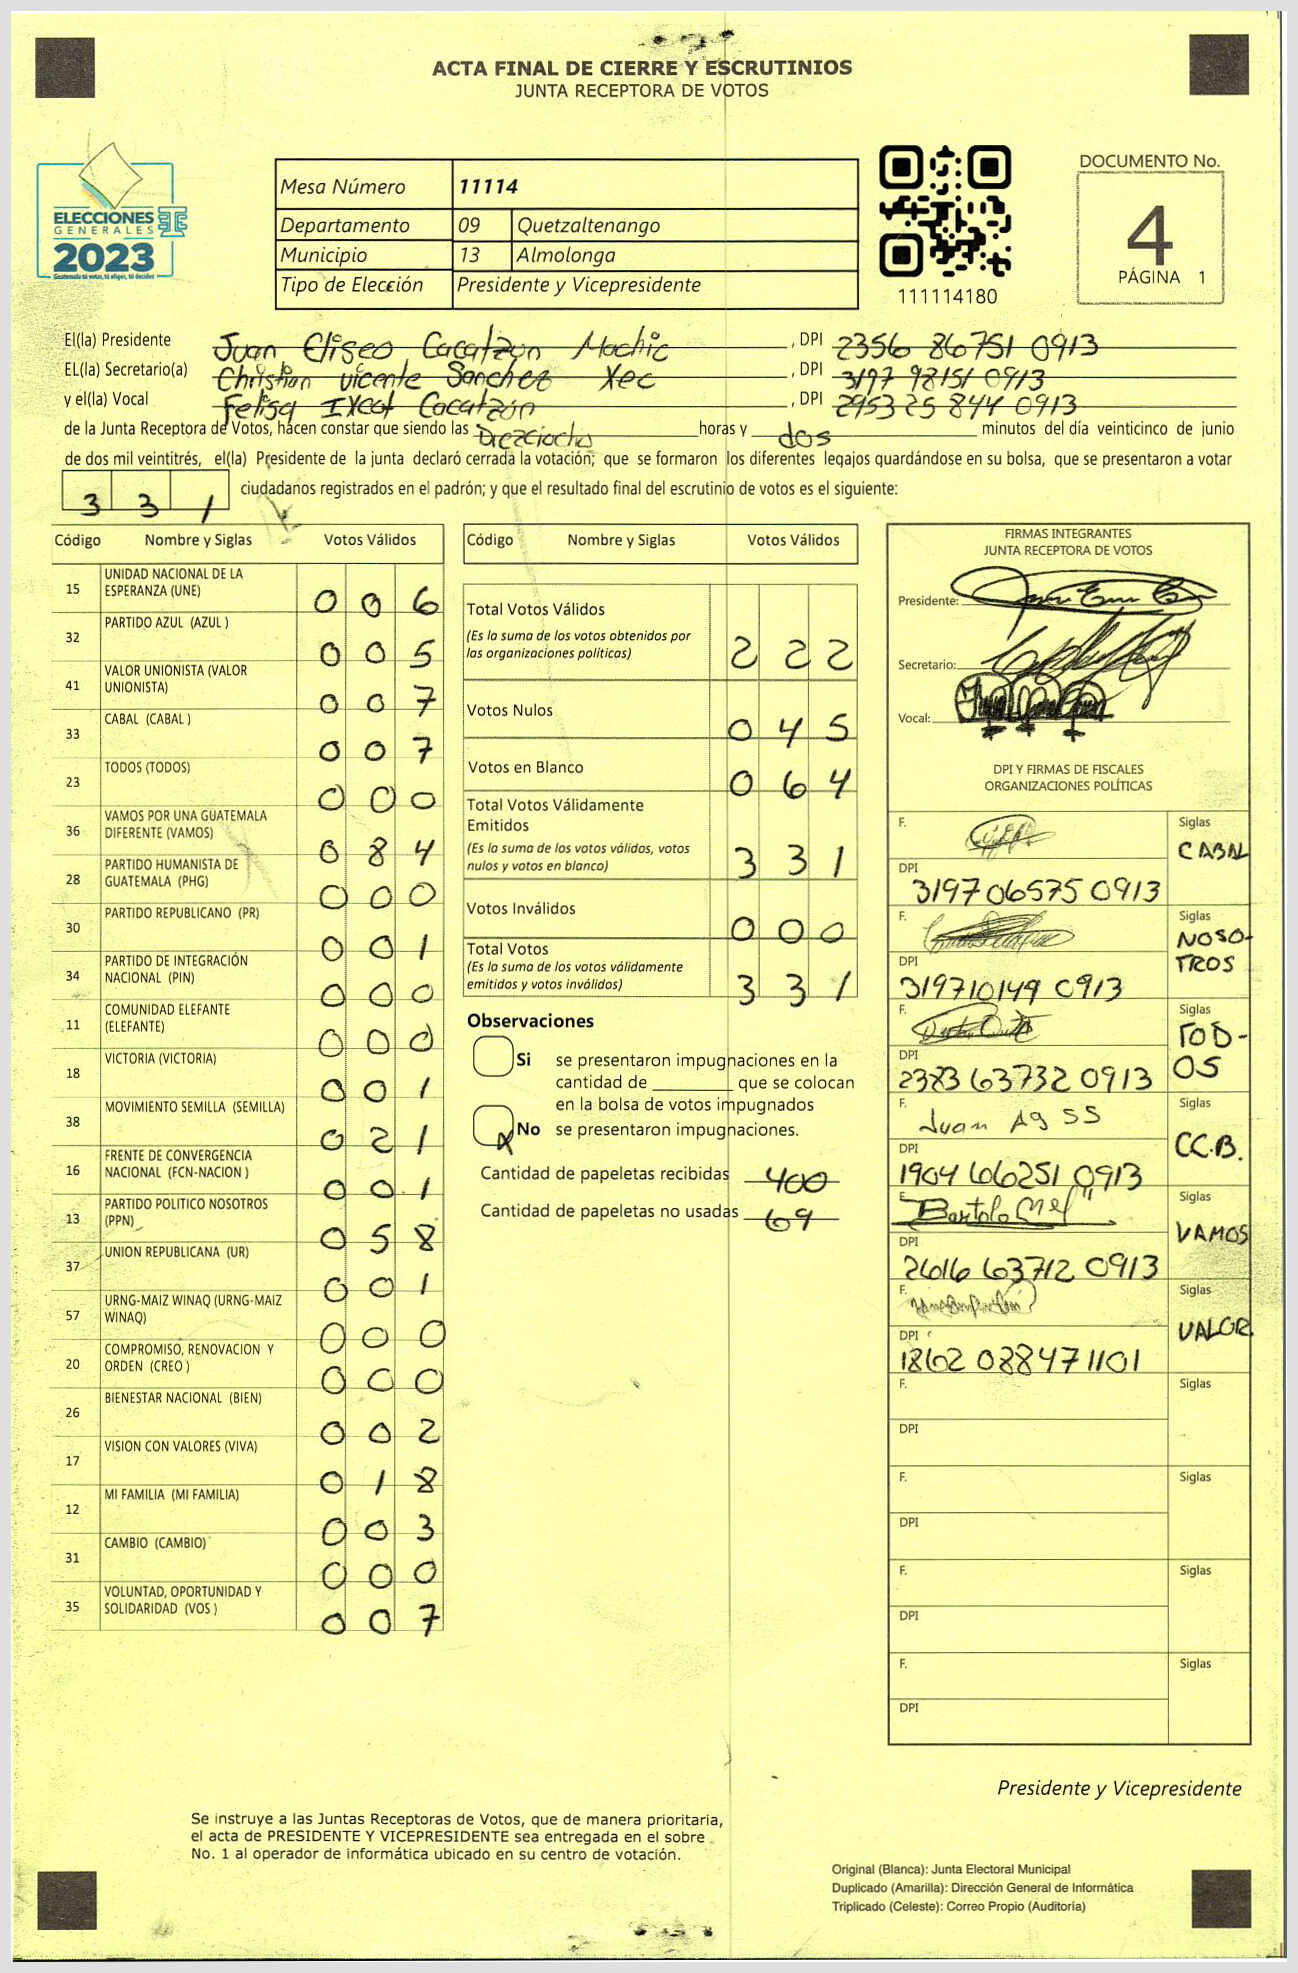 ACTA FINAL DE CIERRE Y ESCRUTINIOS
JUNTA RECEPTORA DE VOTOS
ELECCIONES
GENERALES
2023
Guatemala tú votas, tú eliges, tú decides
Mesa Número 11114
Departamento 09 Quetzaltenango
Municipio 13 Almolonga
Tipo de Elección Presidente y Vicepresidente
111114180
DOCUMENTO No.
4
PÁGINA 1
El(la) Presidente Juan Eliseo Cacatzun Machic , DPI 2356 86751 0913
EL(la) Secretario(a) Christian Vicente Sanchez Xec , DPI 3197 98151 0913
y el(la) Vocal Felisa Ixcot Cacatzón , DPI 2953 25 844 0913
de la Junta Receptora de Votos, hacen constar que siendo las Diezciocho horas y dos minutos del día veinticinco de junio
de dos mil veintitrés, el(la) Presidente de la junta declaró cerrada la votación; que se formaron los diferentes legajos guardándose en su bolsa, que se presentaron a votar
3 3 1 ciudadanos registrados en el padrón; y que el resultado final del escrutinio de votos es el siguiente:
Código Nombre y Siglas Votos Válidos
15 UNIDAD NACIONAL DE LA ESPERANZA (UNE) 0 0 6
32 PARTIDO AZUL (AZUL ) 0 0 5
41 VALOR UNIONISTA (VALOR UNIONISTA) 0 0 7
33 CABAL (CABAL ) 0 0 7
23 TODOS (TODOS) 0 0 0
36 VAMOS POR UNA GUATEMALA DIFERENTE (VAMOS) 0 8 4
28 PARTIDO HUMANISTA DE GUATEMALA (PHG) 0 0 0
30 PARTIDO REPUBLICANO (PR) 0 0 1
34 PARTIDO DE INTEGRACIÓN NACIONAL (PIN) 0 0 0
11 COMUNIDAD ELEFANTE (ELEFANTE) 0 0 0
18 VICTORIA (VICTORIA) 0 0 1
38 MOVIMIENTO SEMILLA (SEMILLA) 0 2 1
16 FRENTE DE CONVERGENCIA NACIONAL (FCN-NACION ) 0 0 1
13 PARTIDO POLITICO NOSOTROS (PPN) 0 5 8
37 UNION REPUBLICANA (UR) 0 0 1
57 URNG-MAIZ WINAQ (URNG-MAIZ WINAQ) 0 0 0
20 COMPROMISO, RENOVACION Y ORDEN (CREO ) 0 0 0
26 BIENESTAR NACIONAL (BIEN) 0 0 2
17 VISION CON VALORES (VIVA) 0 1 8
12 MI FAMILIA (MI FAMILIA) 0 0 3
31 CAMBIO (CAMBIO) 0 0 0
35 VOLUNTAD, OPORTUNIDAD Y SOLIDARIDAD (VOS ) 0 0 7
Código Nombre y Siglas Votos Válidos
Total Votos Válidos
(Es la suma de los votos obtenidos por
las organizaciones políticas) 2 2 2
Votos Nulos 0 4 5
Votos en Blanco 0 6 4
Total Votos Válidamente
Emitidos
(Es la suma de los votos válidos, votos
nulos y votos en blanco) 3 3 1
Votos Inválidos 0 0 0
Total Votos
(Es la suma de los votos válidamente
emitidos y votos inválidos) 3 3 1
Observaciones
Si se presentaron impugnaciones en la
cantidad de ________ que se colocan
en la bolsa de votos impugnados
X No se presentaron impugnaciones.
Cantidad de papeletas recibidas 400
Cantidad de papeletas no usadas 69
FIRMAS INTEGRANTES
JUNTA RECEPTORA DE VOTOS
Presidente:
Secretario:
Vocal:
DPI Y FIRMAS DE FISCALES
ORGANIZACIONES POLÍTICAS
F. Siglas CABAL
DPI 3197 06575 0913
F. Siglas NOSO-
TROS
DPI 319710149 0913
F. Siglas TOD-
OS
DPI 2383 63732 0913
F. Juan Ag SS Siglas CC.B.
DPI 1904 66251 0913
F. Bartolo Siglas VAMOS
DPI 2616 63712 0913
F. Siglas VALOR
DPI 1862 08847 1101
F. Siglas
DPI
F. Siglas
DPI
F. Siglas
DPI
F. Siglas
DPI
Presidente y Vicepresidente
Se instruye a las Juntas Receptoras de Votos, que de manera prioritaria,
el acta de PRESIDENTE Y VICEPRESIDENTE sea entregada en el sobre
No. 1 al operador de informática ubicado en su centro de votación.
Original (Blanca): Junta Electoral Municipal
Duplicado (Amarilla): Dirección General de Informática
Triplicado (Celeste): Correo Propio (Auditoría)